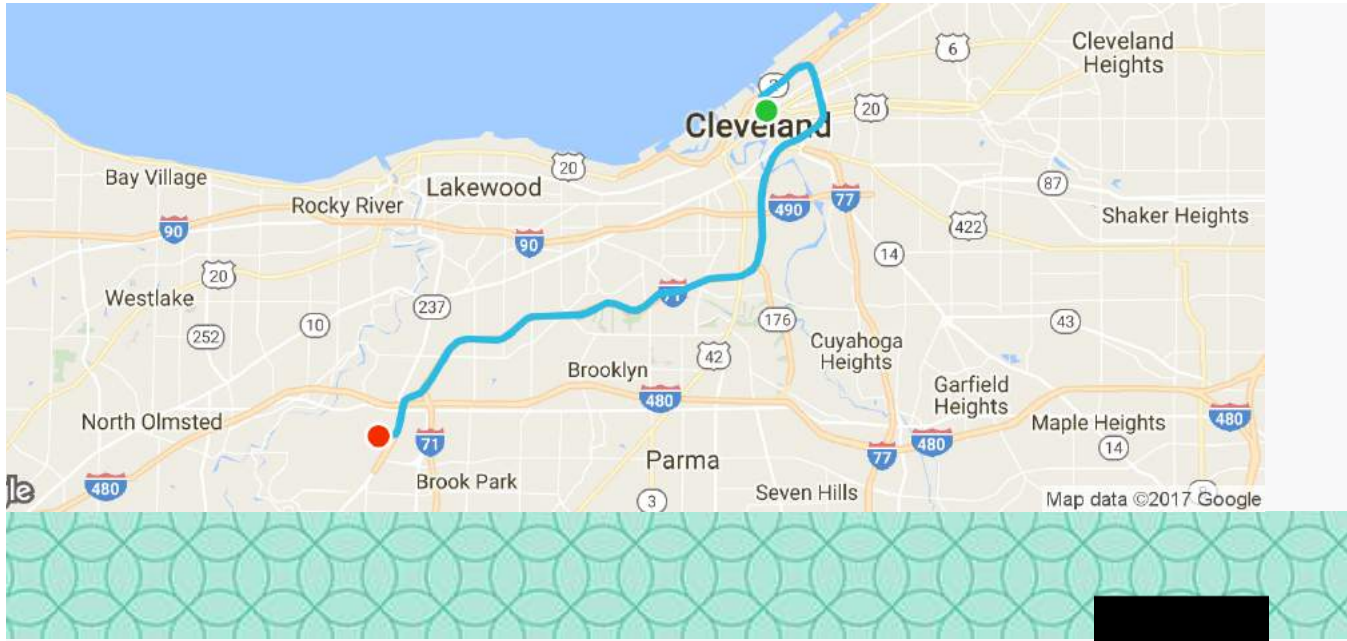 6
Cleveland
Heights
2
20
Cleveland
20
Bay Village
Lakewood
87
Rocky River
490
77
Shaker Heights
90
422
90
14
20
71
Westlake
237
10
176
43
252
Cuyahoga
Heights
42
Brooklyn
Garfield
Heights
480
North Olmsted
Maple Heights
480
71
480
14
77
Parma
480
Brook Park
Seven Hills
3
Map data ©2017 Google